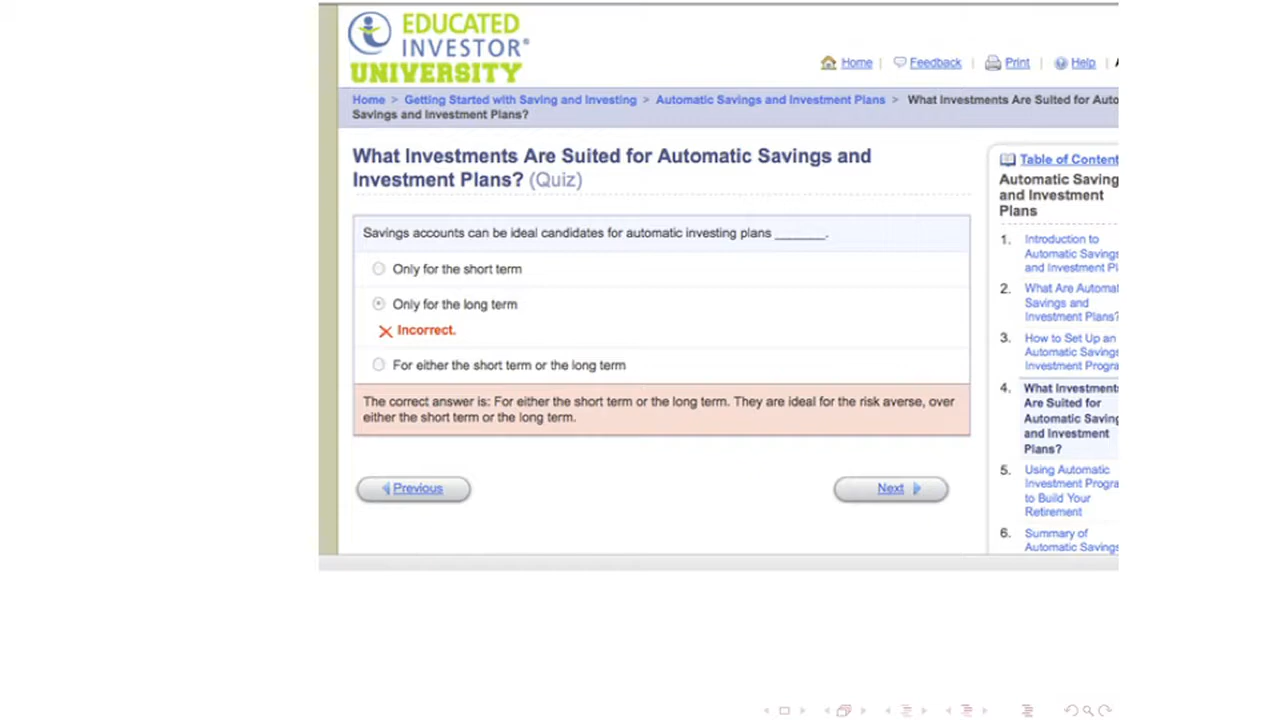 EDUCATED
INVESTOR®
UNIVERSITY
Home | Feedback | Print | Help |
Home > Getting Started with Saving and Investing > Automatic Savings and Investment Plans > What Investments Are Suited for Auto
Savings and Investment Plans?
What Investments Are Suited for Automatic Savings and
Investment Plans? (Quiz)
Savings accounts can be ideal candidates for automatic investing plans _______.
Only for the short term
Only for the long term
Incorrect.
For either the short term or the long term
The correct answer is: For either the short term or the long term. They are ideal for the risk averse, over
either the short term or the long term.
Previous
Next
Table of Content
Automatic Saving
and Investment
Plans
1. Introduction to
Automatic Savings
and Investment Pl
2. What Are Automat
Savings and
Investment Plans?
3. How to Set Up an
Automatic Savings
Investment Progra
4. What Investments
Are Suited for
Automatic Saving
and Investment
Plans?
5. Using Automatic
Investment Progra
to Build Your
Retirement
6. Summary of
Automatic Savings